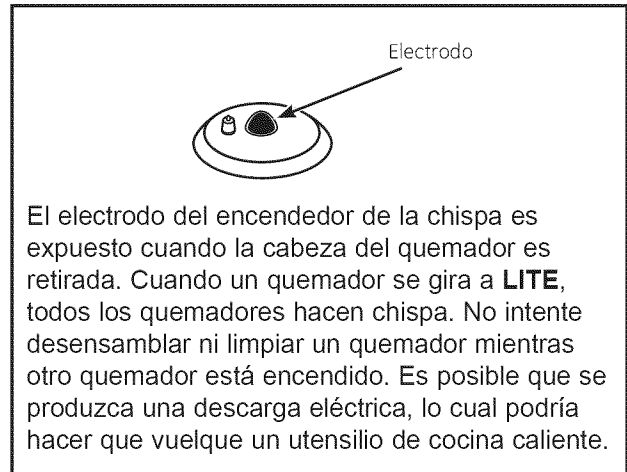 Electrodo
El electrodo del encendedor de la chispa es
expuesto cuando la cabeza del quemador es
retirada. Cuando un quemador se gira a LITE,
todos los quemadores hacen chispa. No intente
desensamblar ni limpiar un quemador mientras
otro quemador está encendido. Es posible que se
produzca una descarga eléctrica, lo cual podría
hacer que vuelque un utensilio de cocina caliente.